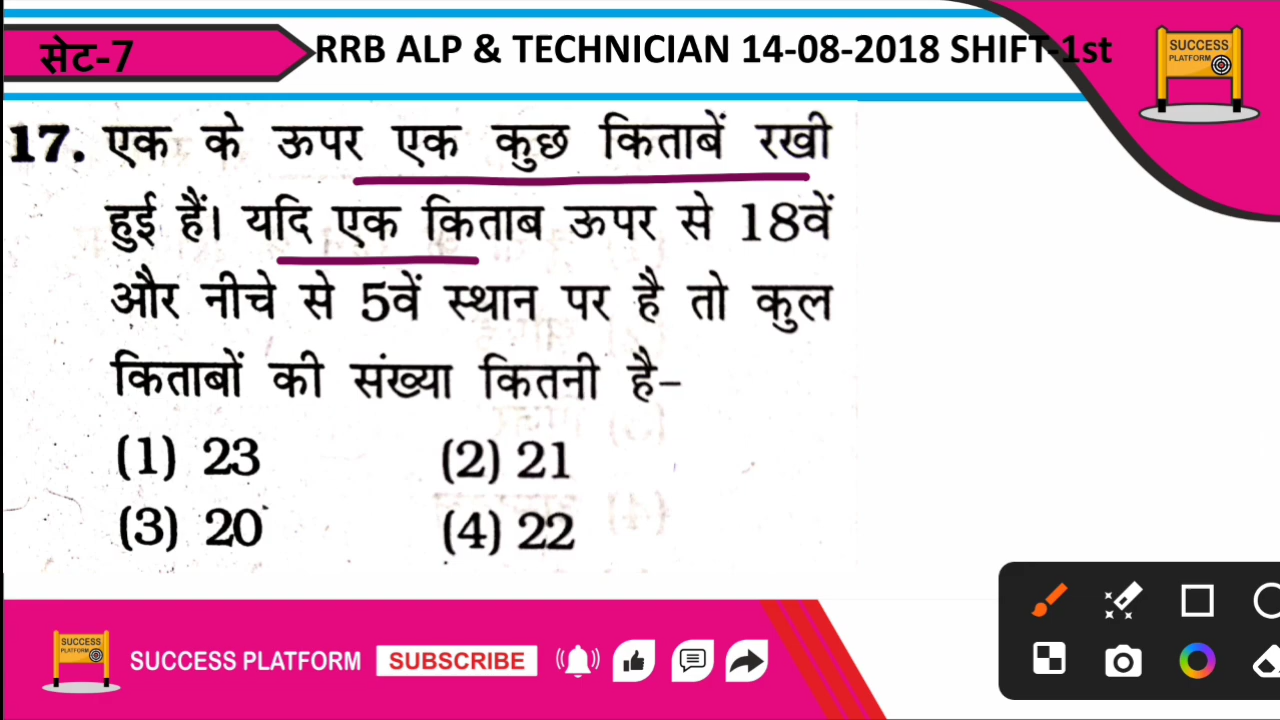 सेट-7
RRB ALP & TECHNICIAN 14-08-2018 SHIFT-1st
SUCCESS
PLATFORM
17. एक के ऊपर एक कुछ किताबें रखी
हुई हैं। यदि एक किताब ऊपर से 18वें
और नीचे से 5वें स्थान पर है तो कुल
किताबों की संख्या कितनी है–
(1) 23 (2) 21
(3) 20 (4) 22
SUCCESS
PLATFORM
SUCCESS PLATFORM SUBSCRIBE